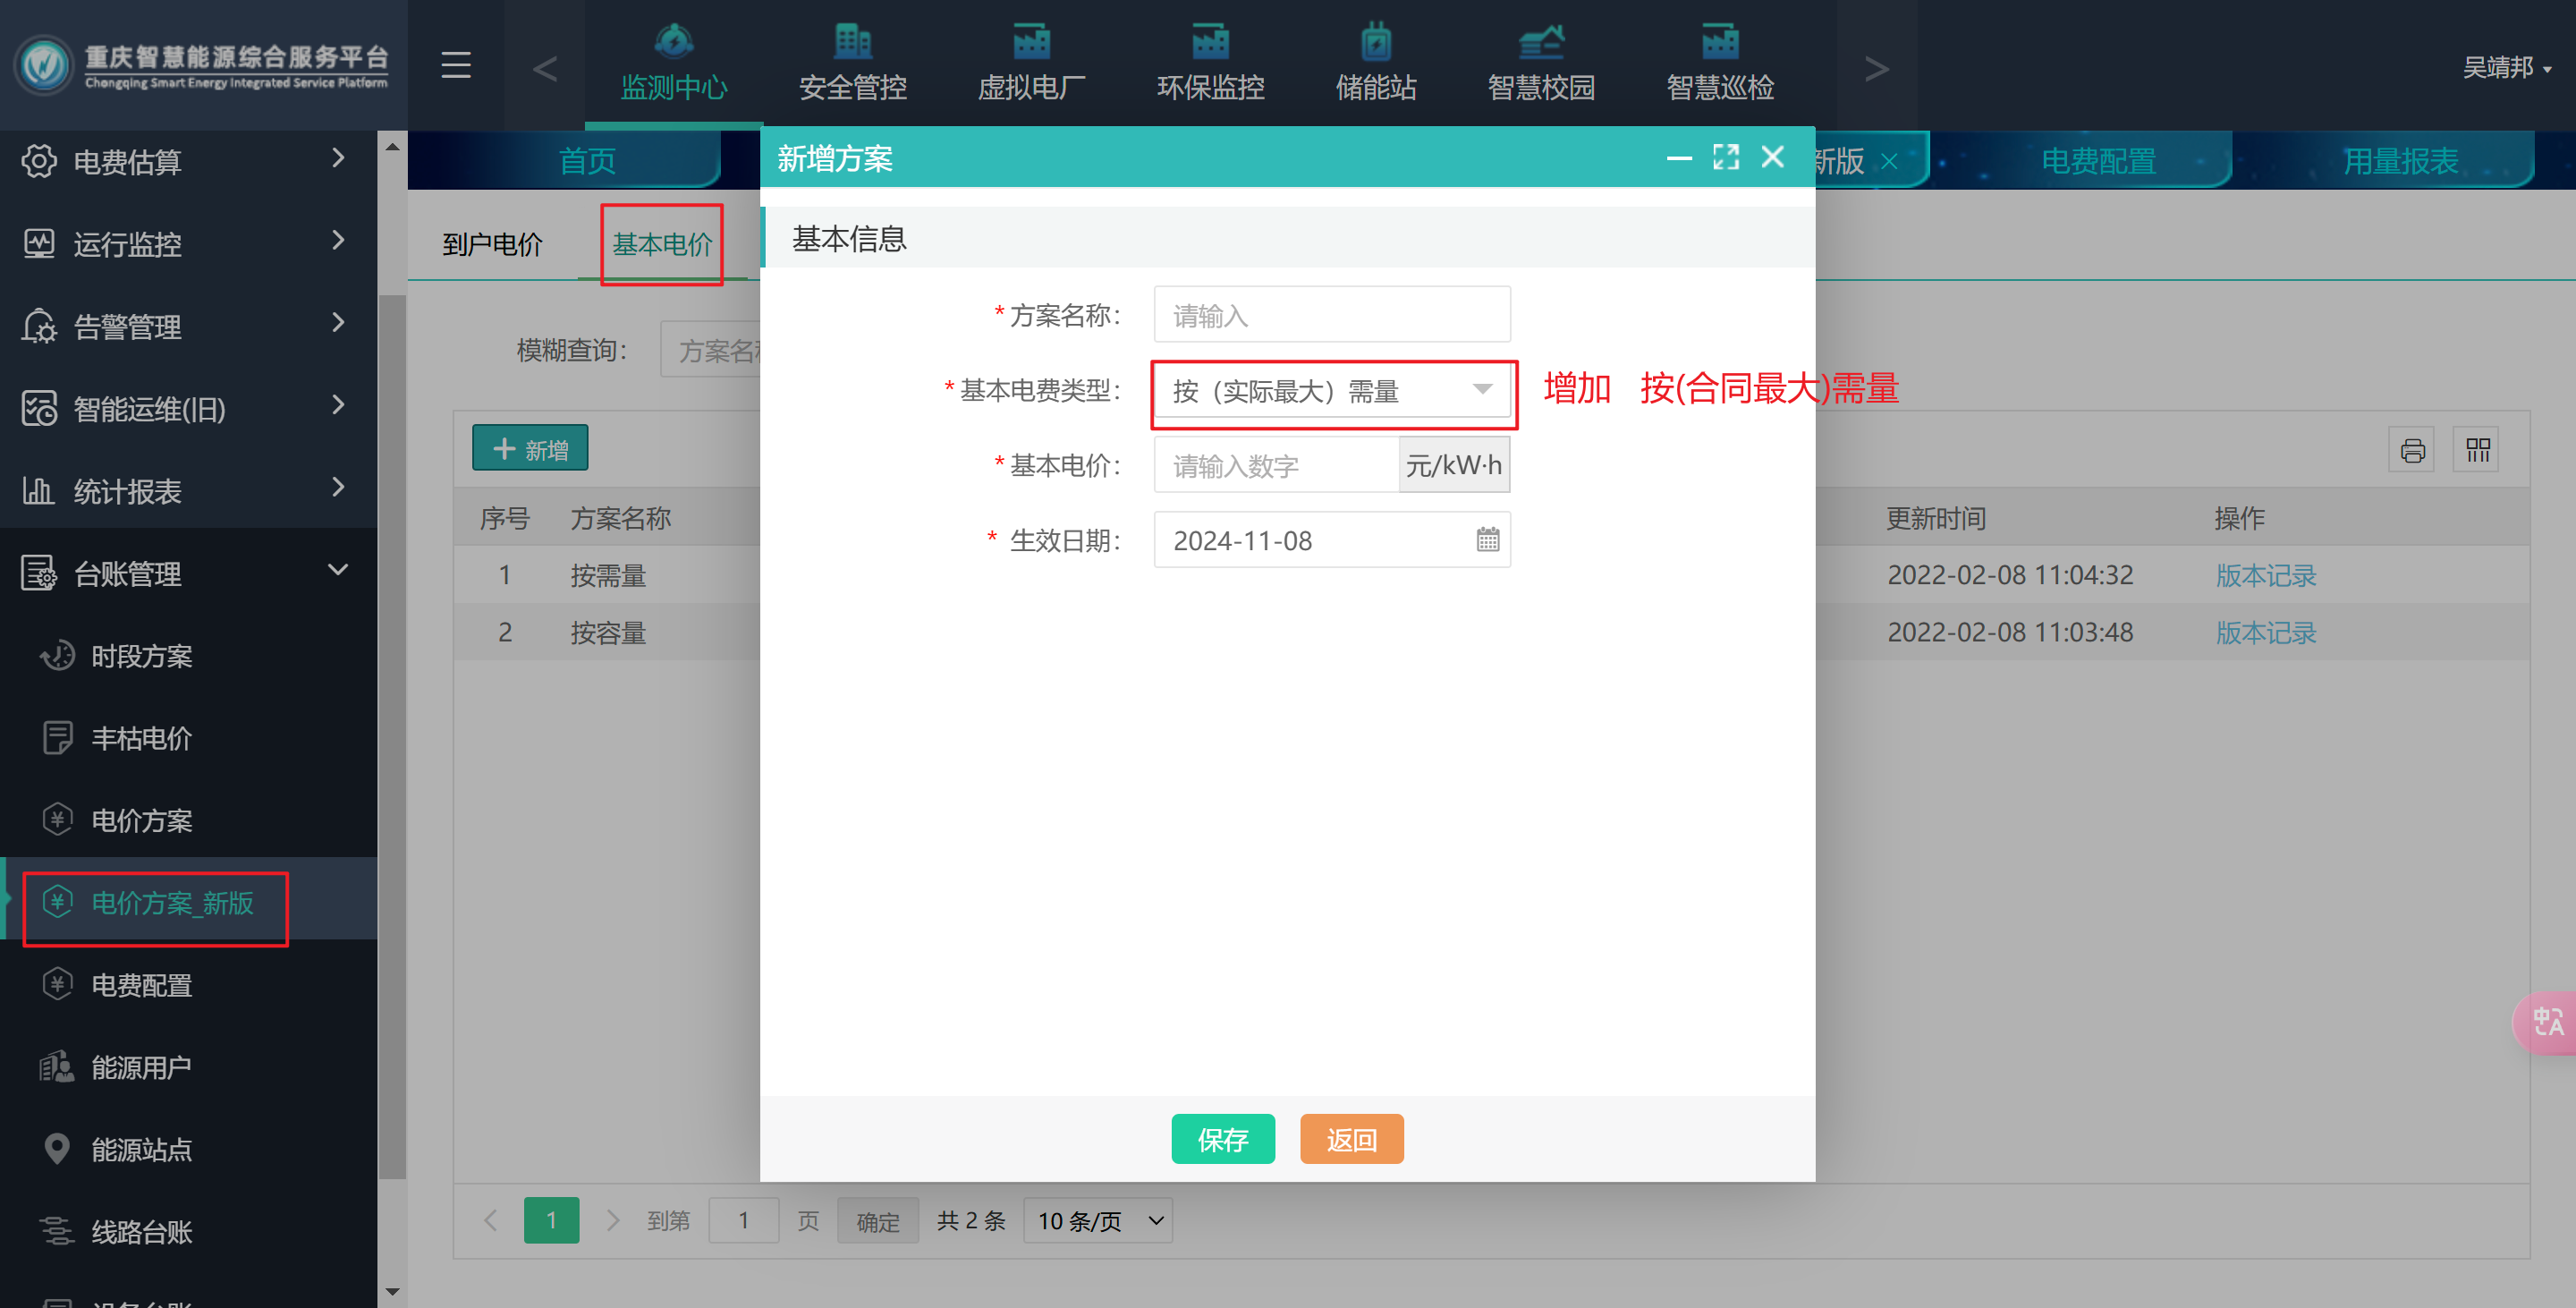 重庆智慧能源综合服务平台
Chongqing Smart Energy Integrated Service Platform
监测中心
安全管控
虚拟电厂
环保监控
储能站
智慧校园
智慧巡检
吴靖邦
首页
新版
电费配置
用量报表
电费估算
运行监控
告警管理
智能运维(旧)
统计报表
台账管理
时段方案
丰枯电价
电价方案
电价方案_新版
电费配置
能源用户
能源站点
线路台账
到户电价
基本电价
模糊查询：
方案名
新增
序号 方案名称 更新时间 操作
1 按需量 2022-02-08 11:04:32 版本记录
2 按容量 2022-02-08 11:03:48 版本记录
新增方案
基本信息
*方案名称： 请输入
*基本电费类型： 按（实际最大）需量
增加 按(合同最大)需量
*基本电价： 请输入数字 元/kW·h
* 生效日期： 2024-11-08
保存 返回
1 到第 1 页 确定 共 2 条 10 条/页
中A